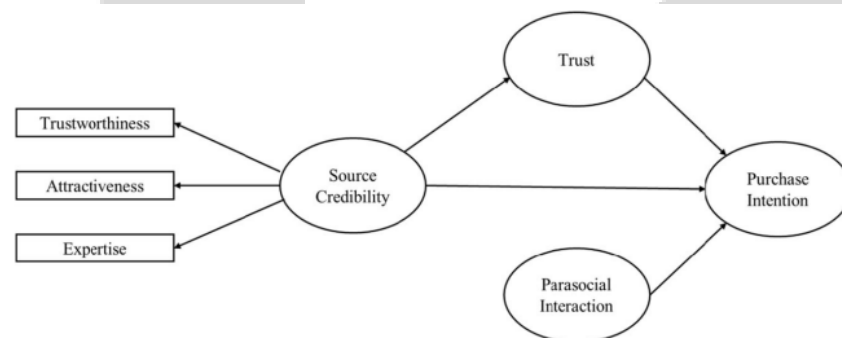 Trust
Trustworthiness
Attractiveness
Expertise
Source
Credibility
Purchase
Intention
Parasocial
Interaction